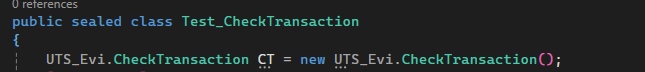 0 references
public sealed class Test_CheckTransaction
{
UTS_Evi.CheckTransaction CT = new UTS_Evi.CheckTransaction();